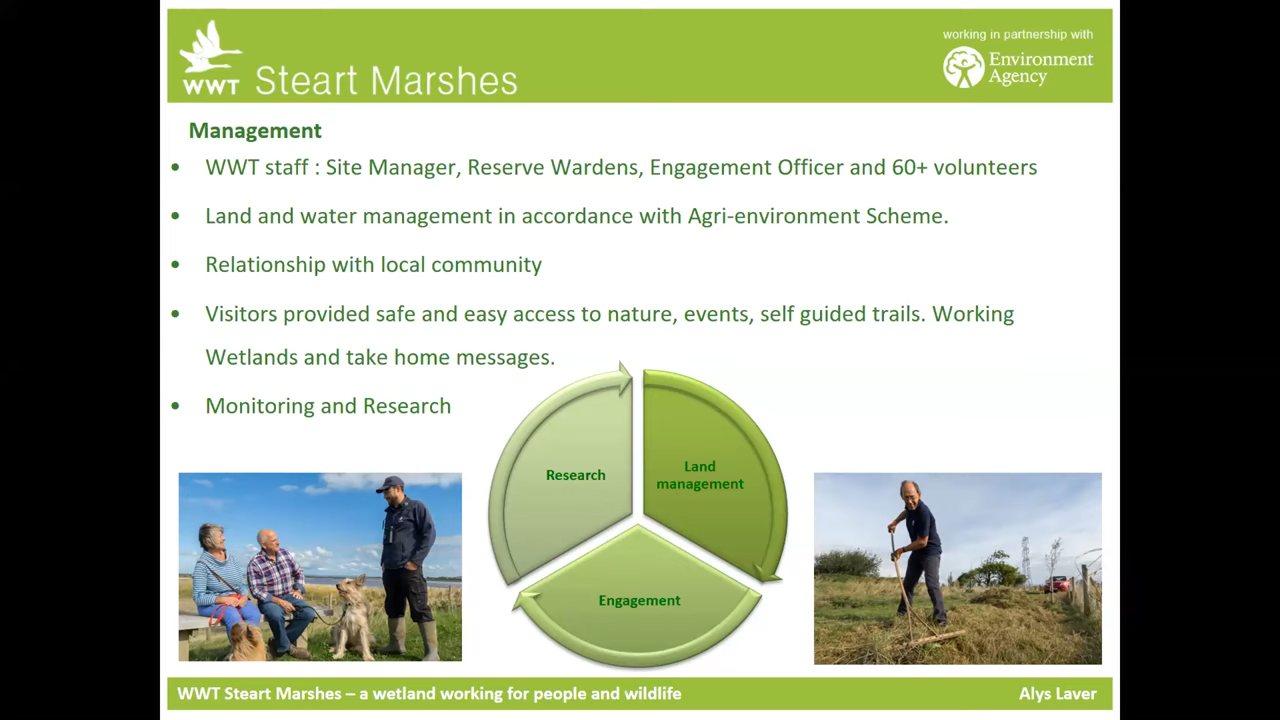 WWT Steart Marshes
working in partnership with
Environment
Agency
Management
• WWT staff : Site Manager, Reserve Wardens, Engagement Officer and 60+ volunteers
• Land and water management in accordance with Agri-environment Scheme.
• Relationship with local community
• Visitors provided safe and easy access to nature, events, self guided trails. Working
Wetlands and take home messages.
• Monitoring and Research
Research
Land
management
Engagement
WWT Steart Marshes – a wetland working for people and wildlife
Alys Laver